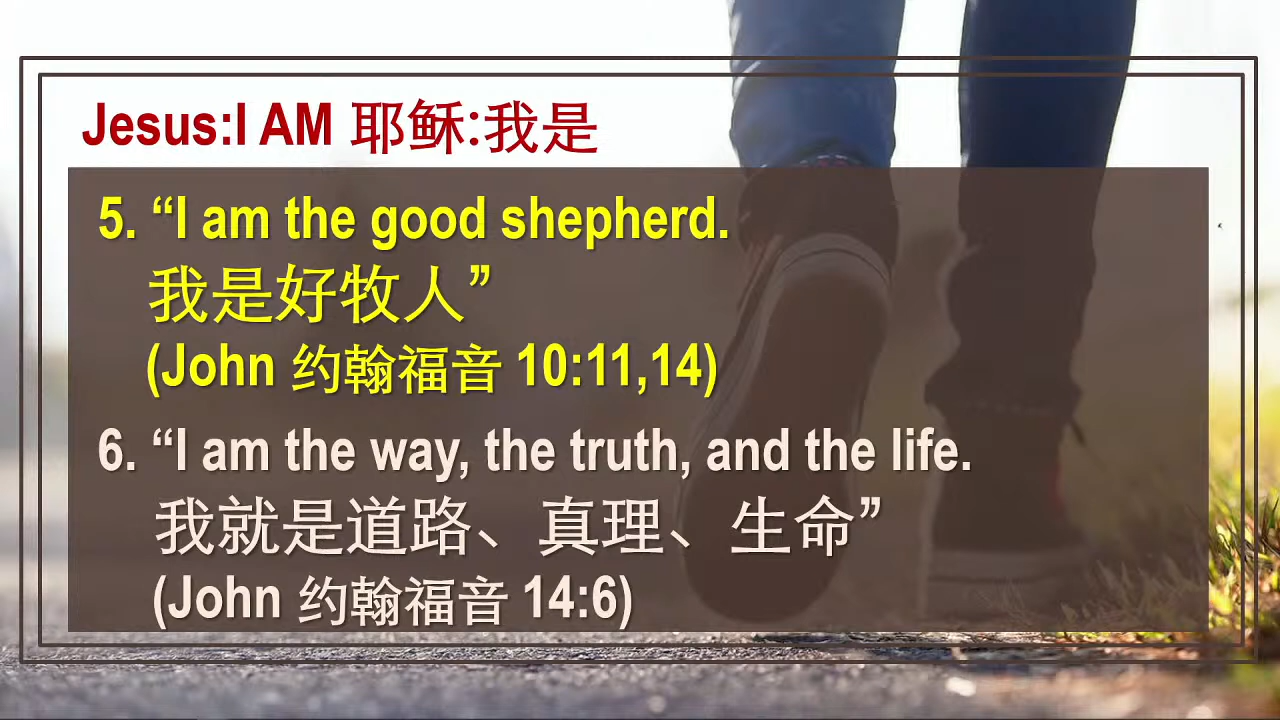 Jesus:I AM 耶稣:我是
5. “I am the good shepherd.
我是好牧人”
(John 约翰福音 10:11,14)
6. “I am the way, the truth, and the life.
我就是道路、真理、生命”
(John 约翰福音 14:6)